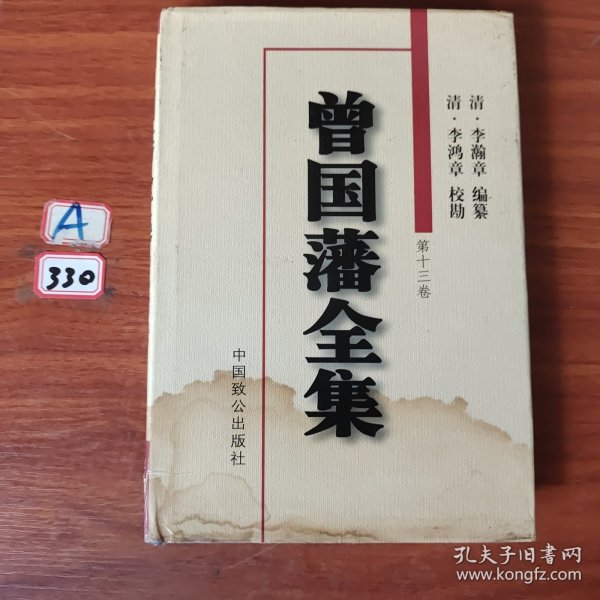 清·李瀚章 编纂
清·李鸿章 校勘
第十三卷
曾国藩全集
中国致公出版社
A
330
孔夫子旧书网
www.kongfz.com